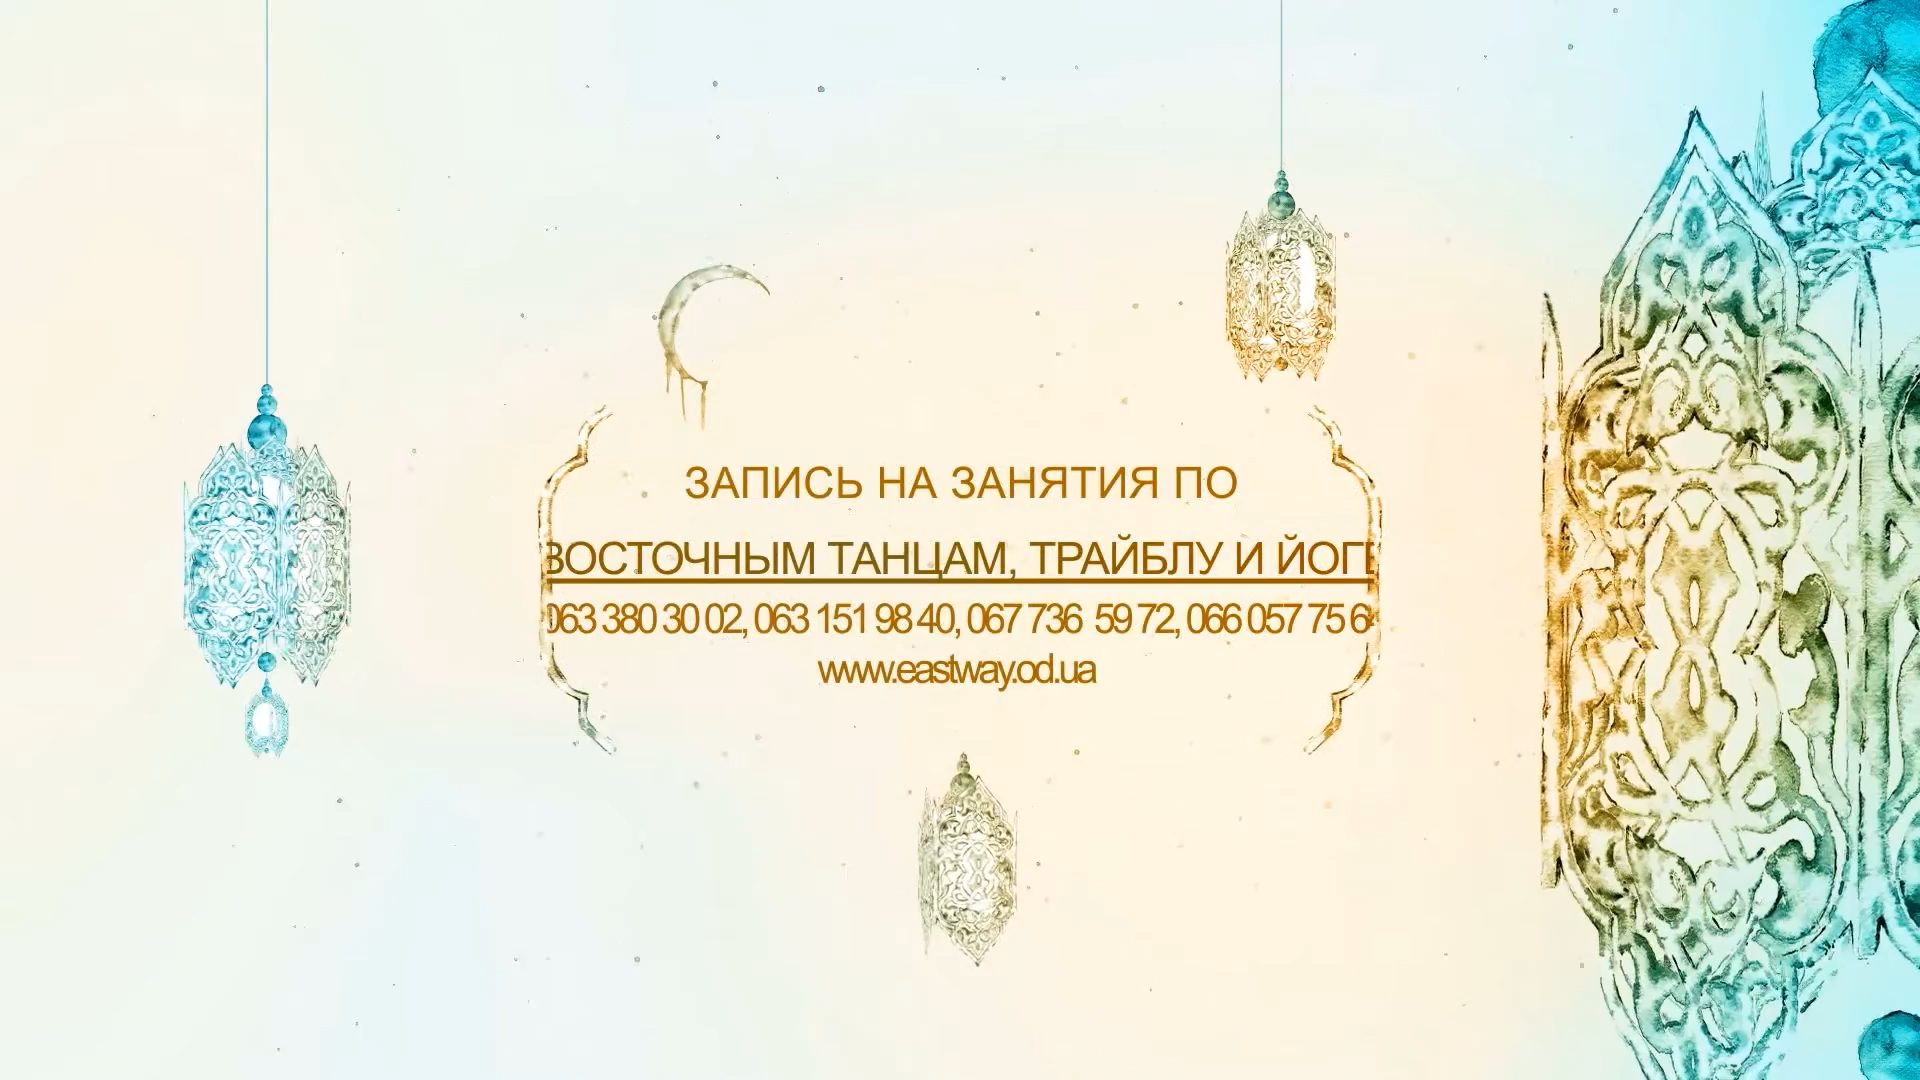 ЗАПИСЬ НА ЗАНЯТИЯ ПО
ВОСТОЧНЫМ ТАНЦАМ, ТРАЙБЛУ И ЙОГЕ
063 380 30 02, 063 151 98 40, 067 736 59 72, 066 057 75
www.eastway.od.ua